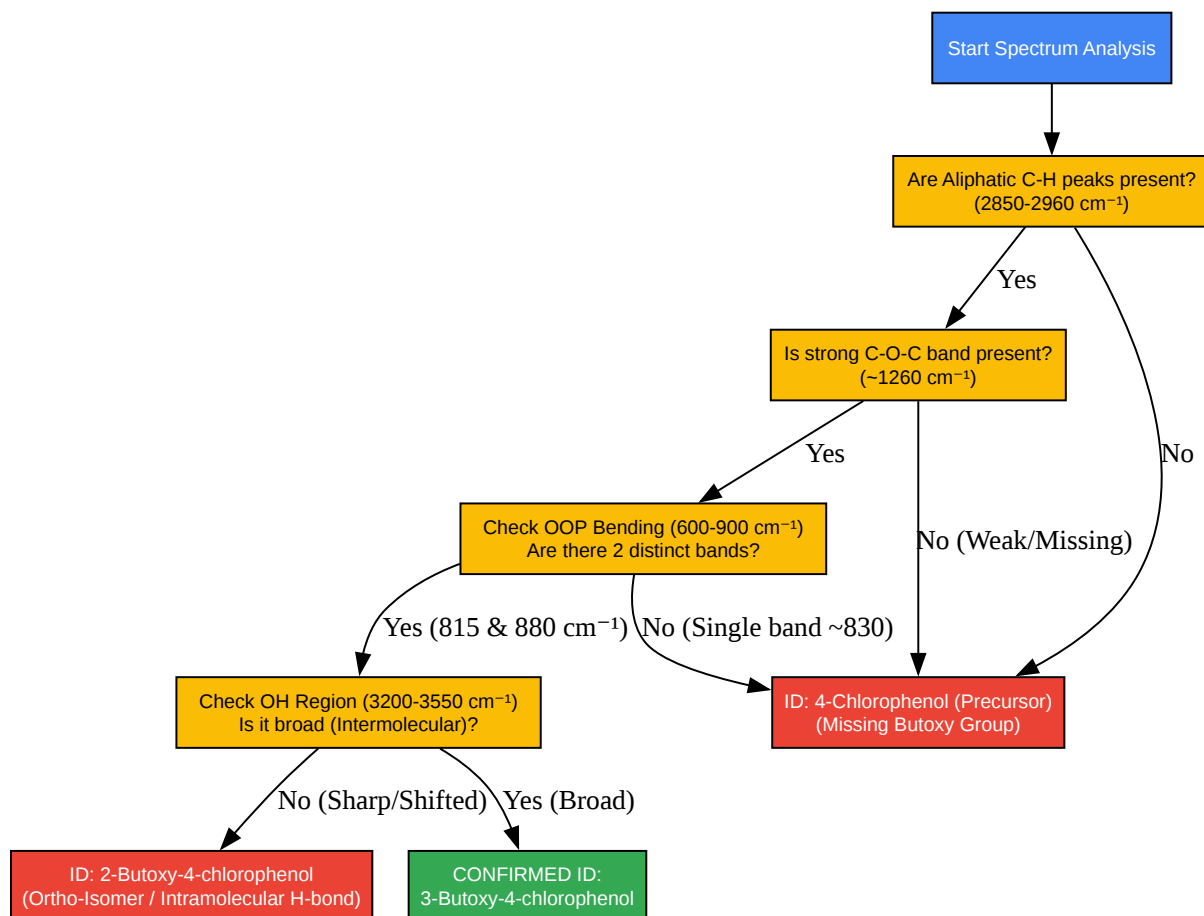 Start Spectrum Analysis
Are Aliphatic C-H peaks present?
(2850-2960 cm⁻¹)
Yes
No
Is strong C-O-C band present?
(~1260 cm⁻¹)
Yes
No (Weak/Missing)
Check OOP Bending (600-900 cm⁻¹)
Are there 2 distinct bands?
Yes (815 & 880 cm⁻¹)
No (Single band ~830)
Check OH Region (3200-3550 cm⁻¹)
Is it broad (Intermolecular)?
ID: 4-Chlorophenol (Precursor)
(Missing Butoxy Group)
No (Sharp/Shifted)
Yes (Broad)
ID: 2-Butoxy-4-chlorophenol
(Ortho-Isomer / Intramolecular H-bond)
CONFIRMED ID:
3-Butoxy-4-chlorophenol